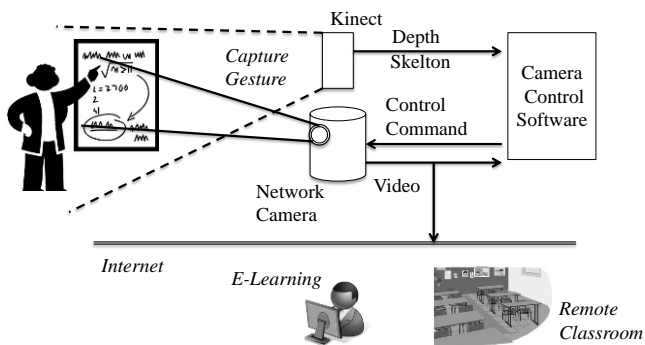 Kinect
Capture
Gesture
Depth
Skelton
Camera
Control
Software
Control
Command
L = 2700
2
Network
Camera
Video
Internet
E-Learning
Remote
Classroom